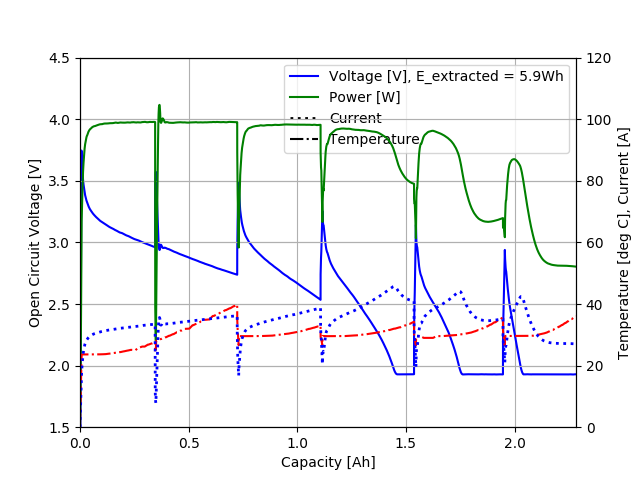 Voltage [V], E_extracted = 5.9Wh
Power [W]
Current
Temperature
4.5
4.0
3.5
3.0
2.5
2.0
1.5
Open Circuit Voltage [V]
120
100
80
60
40
20
0
Temperature [deg C], Current [A]
0.0 0.5 1.0 1.5 2.0
Capacity [Ah]